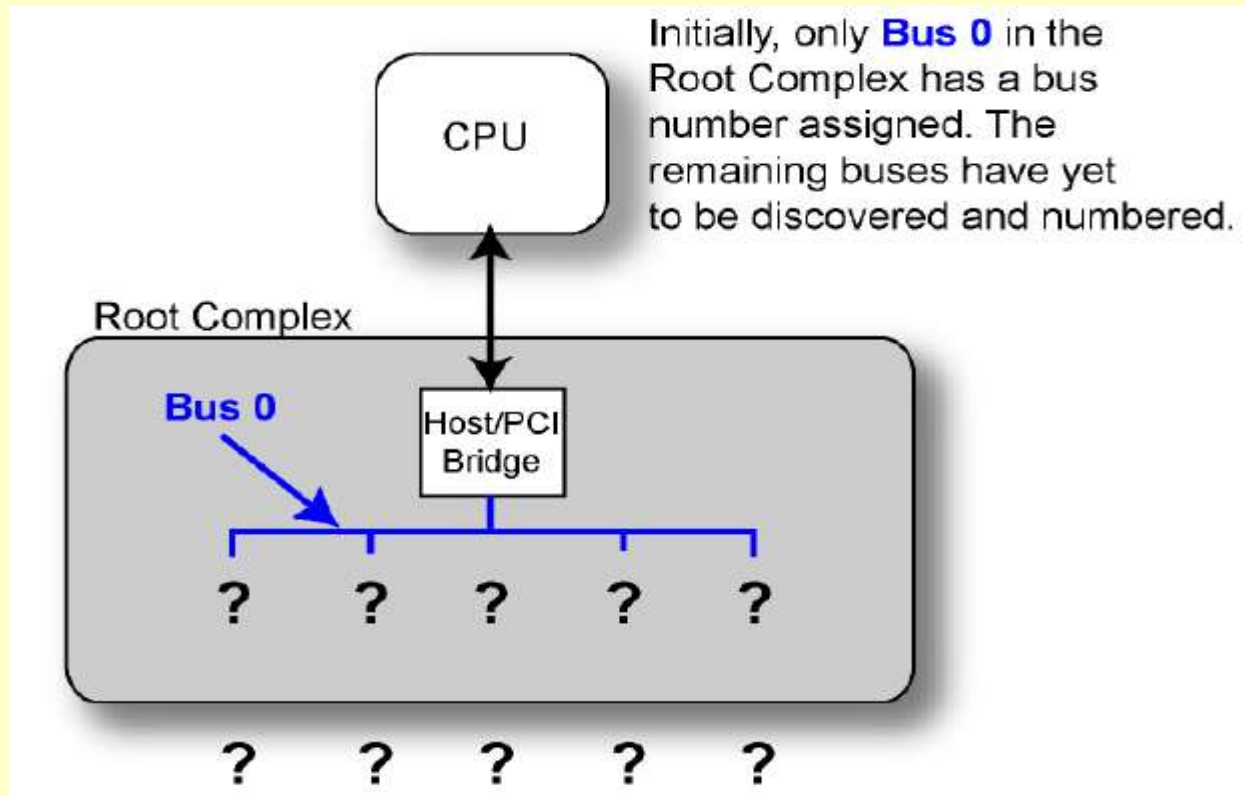 Initially, only Bus 0 in the
Root Complex has a bus
number assigned. The
remaining buses have yet
to be discovered and numbered.
CPU
Root Complex
Bus 0
Host/PCI
Bridge
? ? ? ? ?
? ? ? ? ?